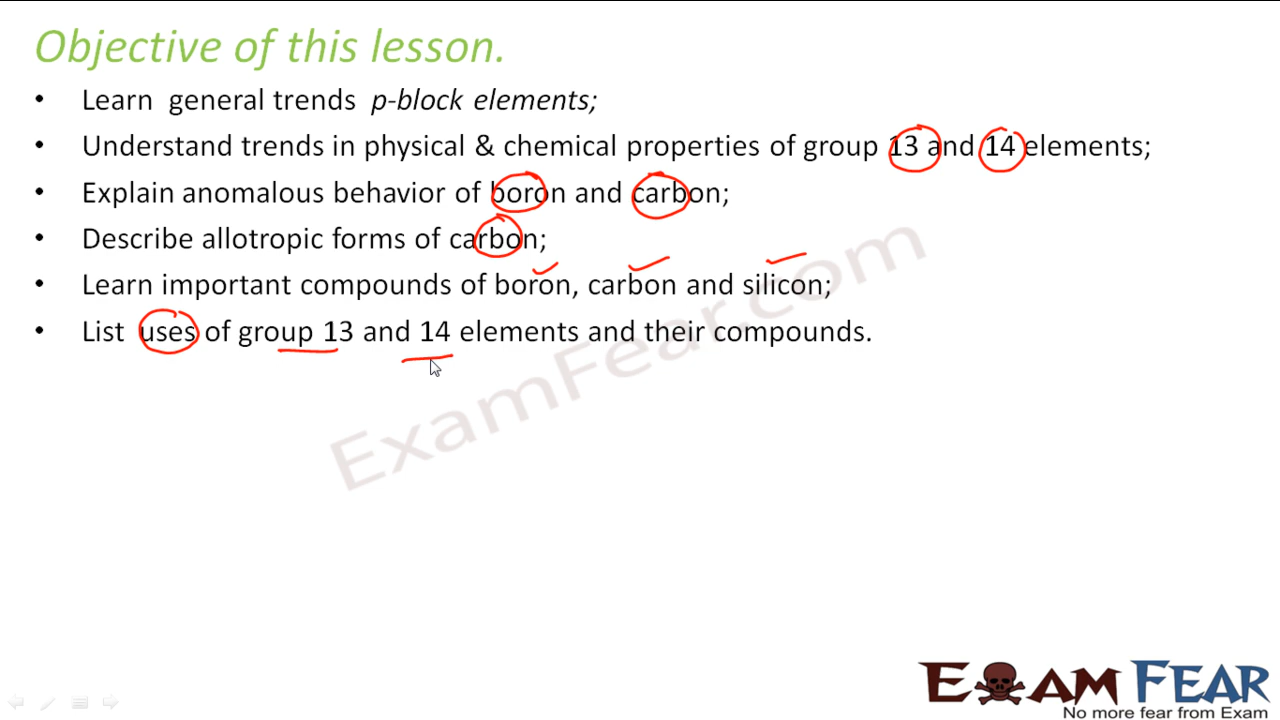 Objective of this lesson.
• Learn general trends p-block elements;
• Understand trends in physical & chemical properties of group 13 and 14 elements;
• Explain anomalous behavior of boron and carbon;
• Describe allotropic forms of carbon;
• Learn important compounds of boron, carbon and silicon;
• List uses of group 13 and 14 elements and their compounds.
ExamFear.com
EXAM FEAR
No more fear from Exam